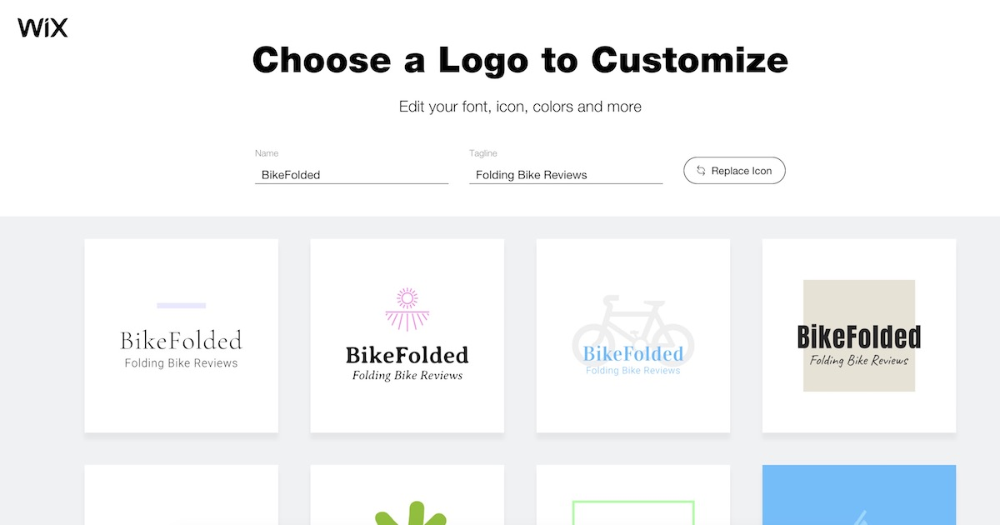 WiX
Choose a Logo to Customize
Edit your font, icon, colors and more
Name
BikeFolded
Tagline
Folding Bike Reviews
Replace Icon
BikeFolded
Folding Bike Reviews
BikeFolded
Folding Bike Reviews
BikeFolded
Folding Bike Reviews
BikeFolded
Folding Bike Reviews